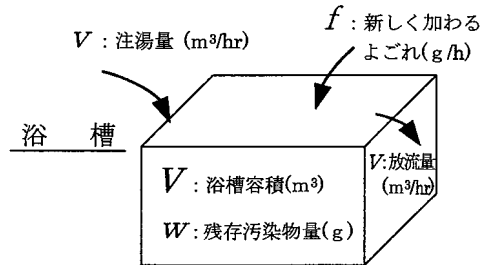 V：注湯量 (m³/hr)
f：新しく加わる
よごれ(g/h)
浴　槽
V：浴槽容積(m³)
W：残存汚染物量(g)
V:放流量
(m³/hr)